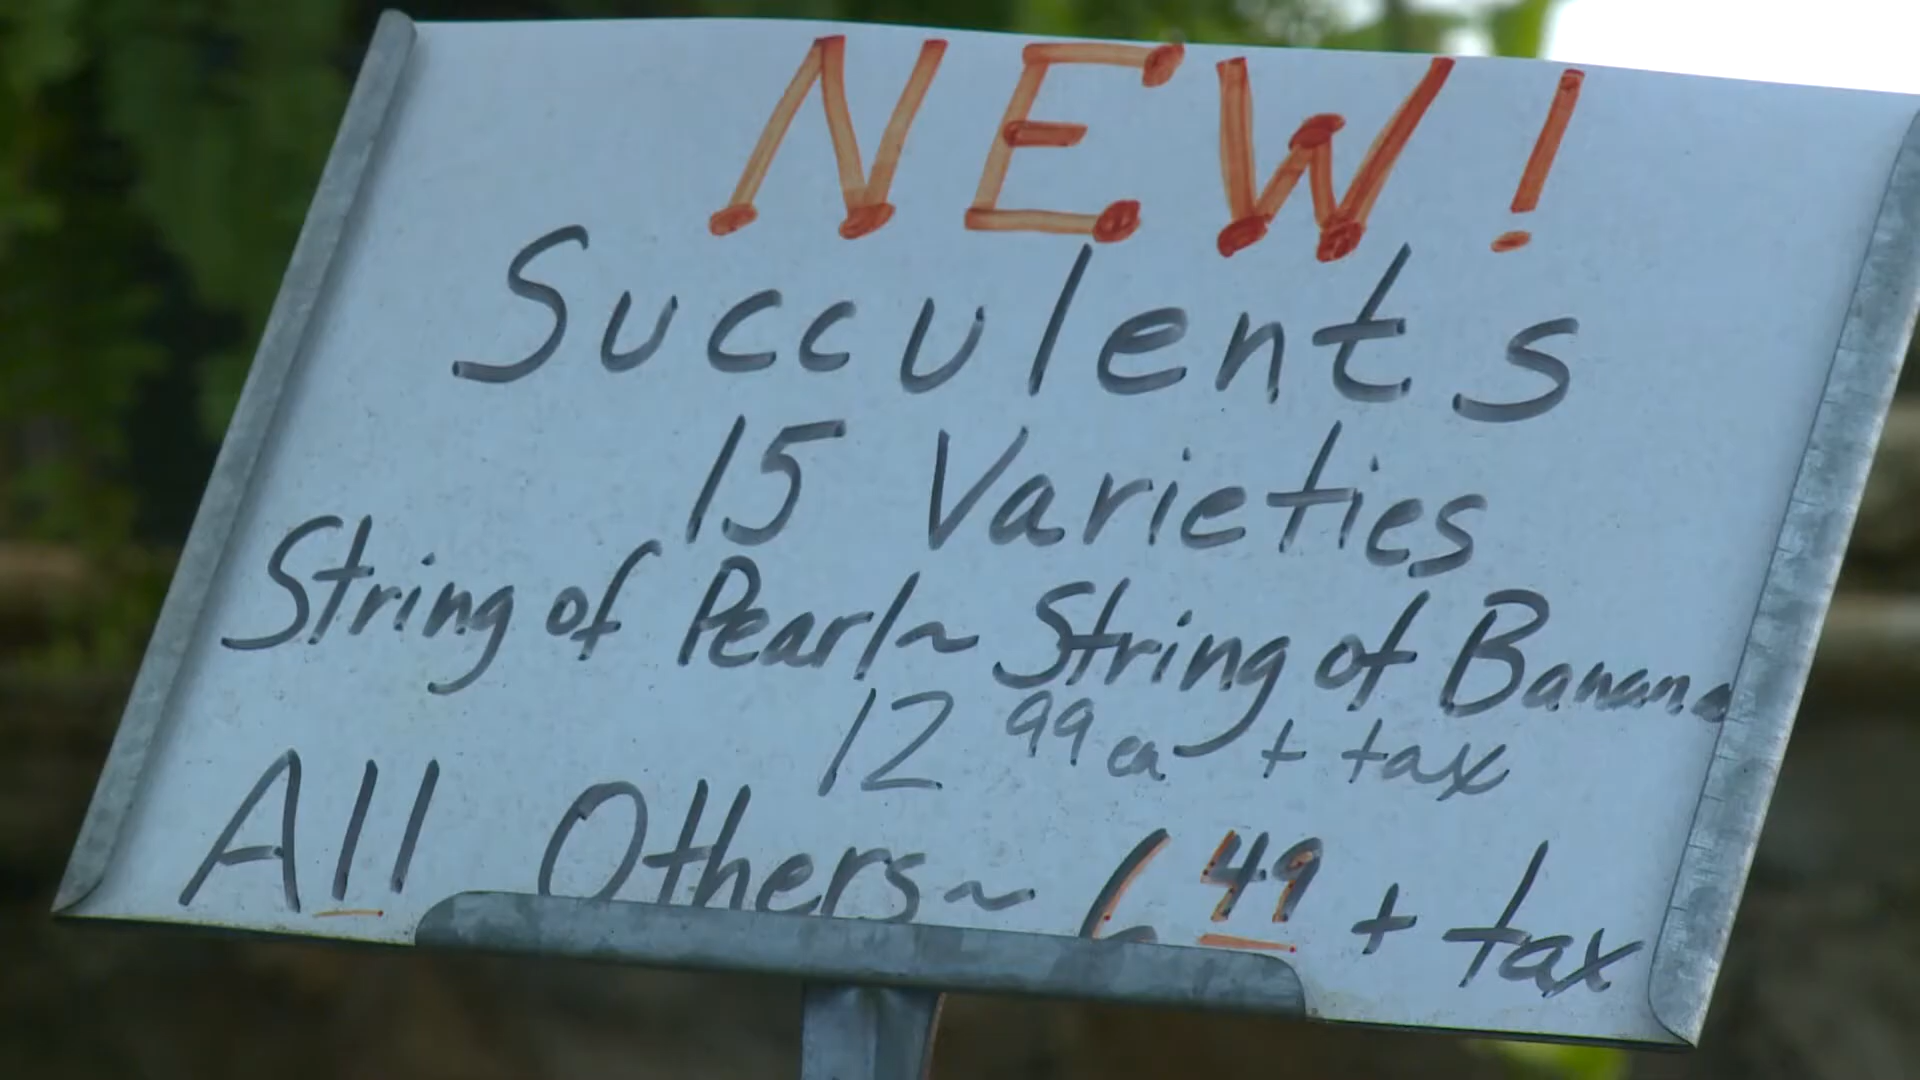 NEW!
Succulents
15 Varieties
String of Pearl~ String of Banana
12 99 ea + tax
All Others~ 6 49 + tax